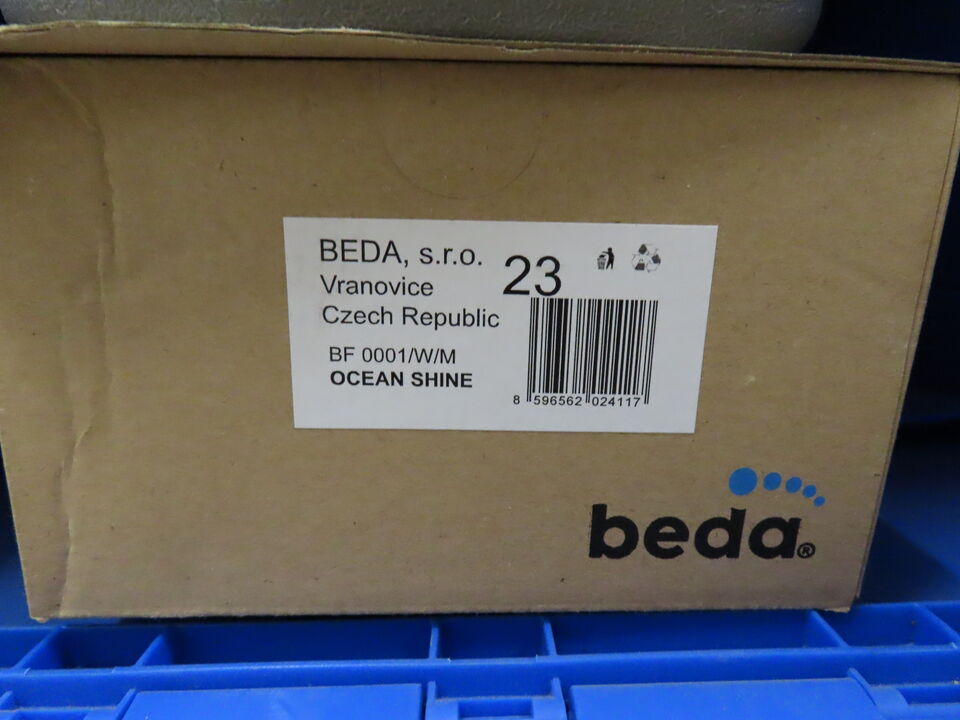 BEDA, s.r.o.
23
Vranovice
Czech Republic
BF 0001/W/M
OCEAN SHINE
8 596562 024117
beda®